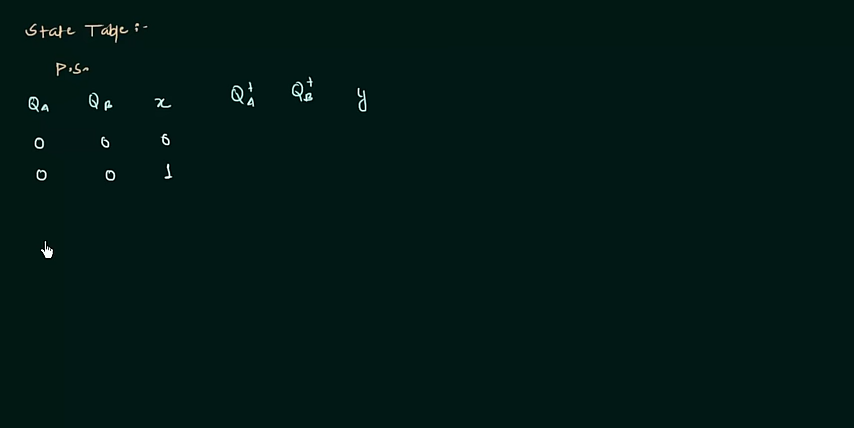 State Table :-
P.S.
QA QB x QA+ QB+ y
0 0 0
0 0 1